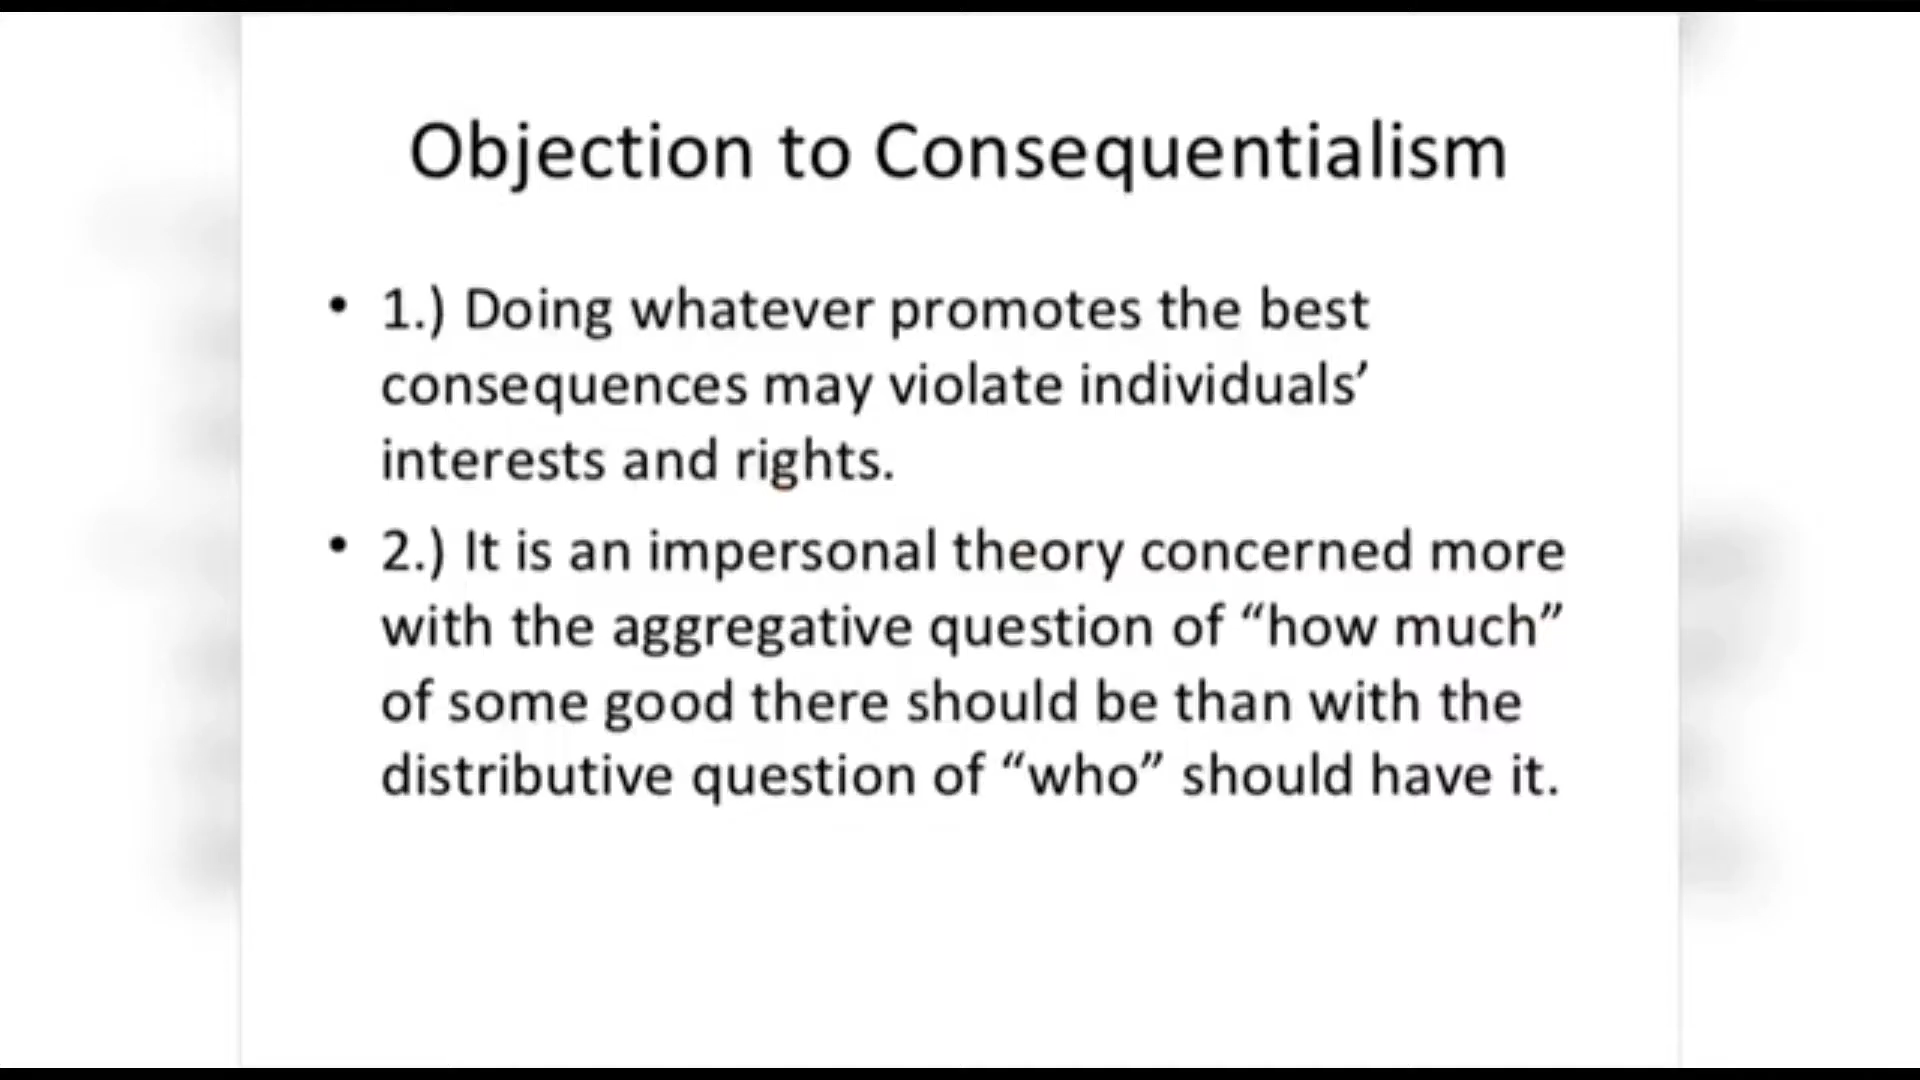 Objection to Consequentialism
• 1.) Doing whatever promotes the best
consequences may violate individuals’
interests and rights.
• 2.) It is an impersonal theory concerned more
with the aggregative question of “how much”
of some good there should be than with the
distributive question of “who” should have it.